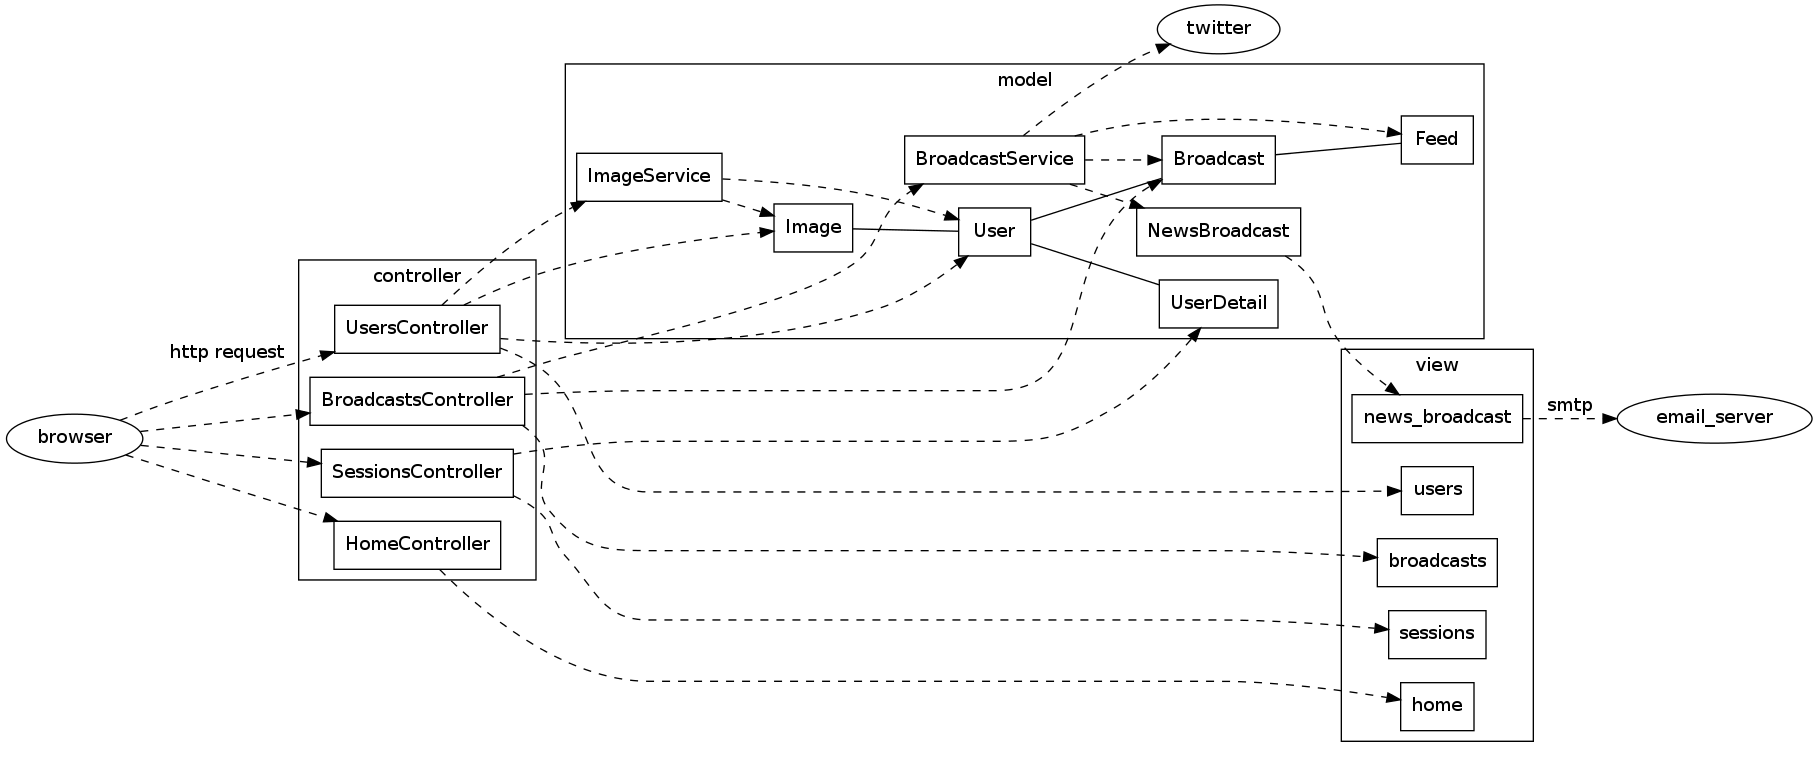 twitter
model
Feed
BroadcastService
Broadcast
ImageService
Image
User
NewsBroadcast
controller
UserDetail
UsersController
http request
view
BroadcastsController
news_broadcast
smtp
email_server
browser
SessionsController
users
HomeController
broadcasts
sessions
home